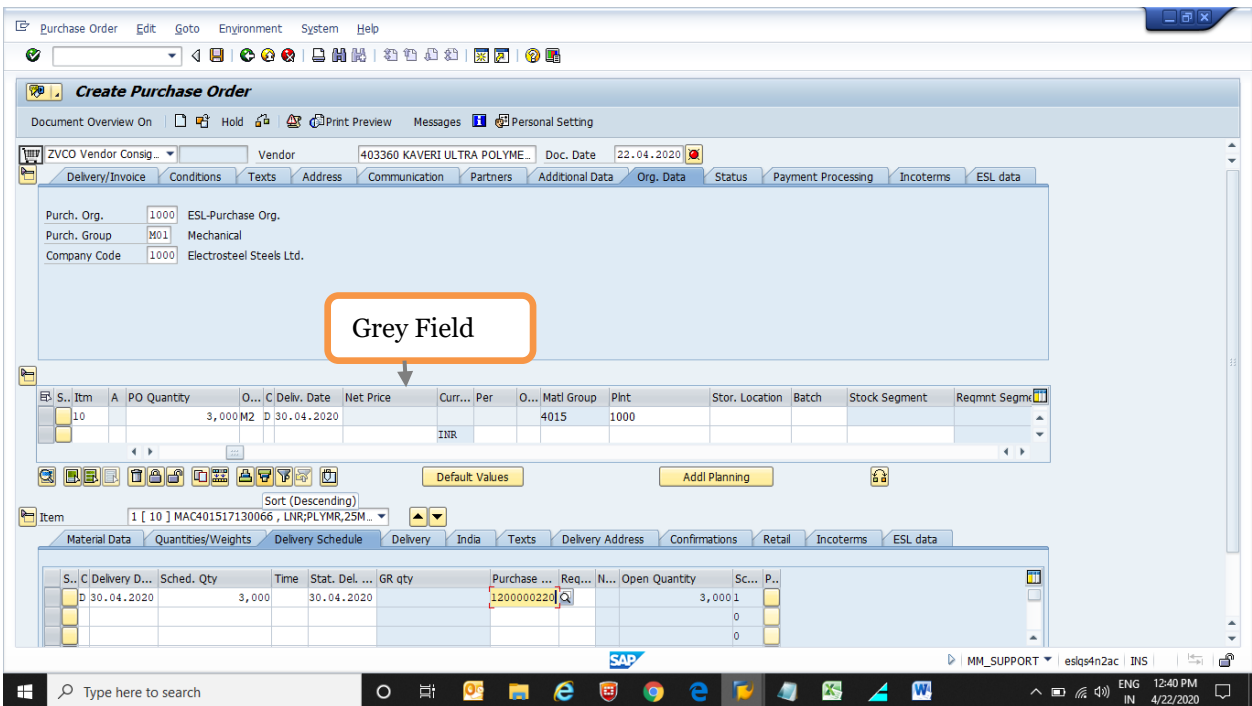 Purchase Order Edit Goto Environment System Help
Create Purchase Order
Document Overview On Hold Print Preview Messages Personal Setting
ZVCO Vendor Consig... Vendor 403360 KAVERI ULTRA POLYME... Doc. Date 22.04.2020
Delivery/Invoice Conditions Texts Address Communication Partners Additional Data Org. Data Status Payment Processing Incoterms ESL data
Purch. Org. 1000 ESL-Purchase Org.
Purch. Group M01 Mechanical
Company Code 1000 Electrosteel Steels Ltd.
Grey Field
S.. Itm A PO Quantity O... C Deliv. Date Net Price Curr... Per O... Matl Group Plnt Stor. Location Batch Stock Segment Reqmnt Segme
10 3,000 M2 D 30.04.2020 4015 1000
INR
Default Values Addl Planning
Sort (Descending)
Item 1 [ 10 ] MAC401517130066 , LNR;PLYMR,25M...
Material Data Quantities/Weights Delivery Schedule Delivery India Texts Delivery Address Confirmations Retail Incoterms ESL data
S.. C Delivery D... Sched. Qty Time Stat. Del. ... GR qty Purchase ... Req... N... Open Quantity Sc... P..
D 30.04.2020 3,000 30.04.2020 1200000220 3,000 1
0
0
SAP MM_SUPPORT eslqs4n2ac INS
Type here to search ENG 12:40 PM
IN 4/22/2020